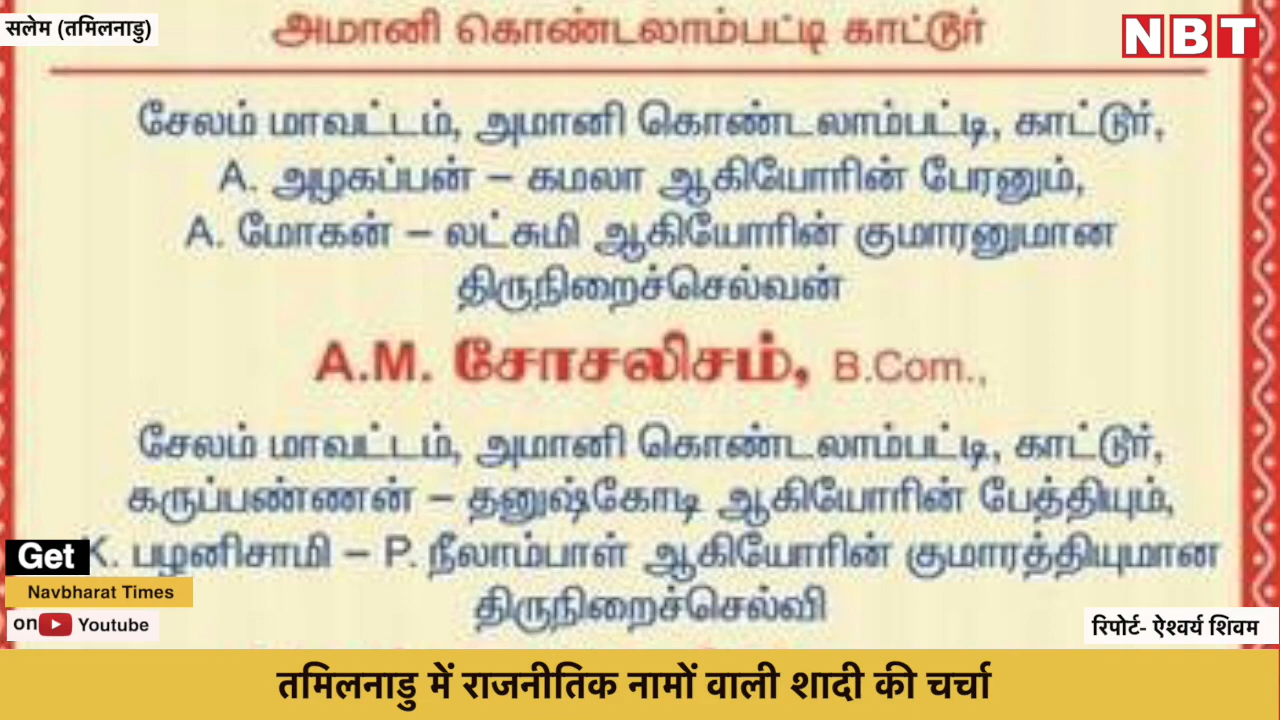 सलेम (तमिलनाडु)
NBT
அமானி கொண்டலாம்பட்டி காட்டூர்
சேலம் மாவட்டம், அமானி கொண்டலாம்பட்டி, காட்டூர்,
A. அழகப்பன் – கமலா ஆகியோரின் பேரனும்,
A. மோகன் – லட்சுமி ஆகியோரின் குமாரனுமான
திருநிறைச்செல்வன்
A.M. சோசலிசம், B.Com.,
சேலம் மாவட்டம், அமானி கொண்டலாம்பட்டி, காட்டூர்,
கருப்பண்ணன் – தனுஷ்கோடி ஆகியோரின் பேத்தியும்,
K. பழனிசாமி – P. நீலாம்பாள் ஆகியோரின் குமாரத்தியுமான
திருநிறைச்செல்வி
Get
Navbharat Times
on Youtube
रिपोर्ट- ऐश्वर्य शिवम
तमिलनाडु में राजनीतिक नामों वाली शादी की चर्चा